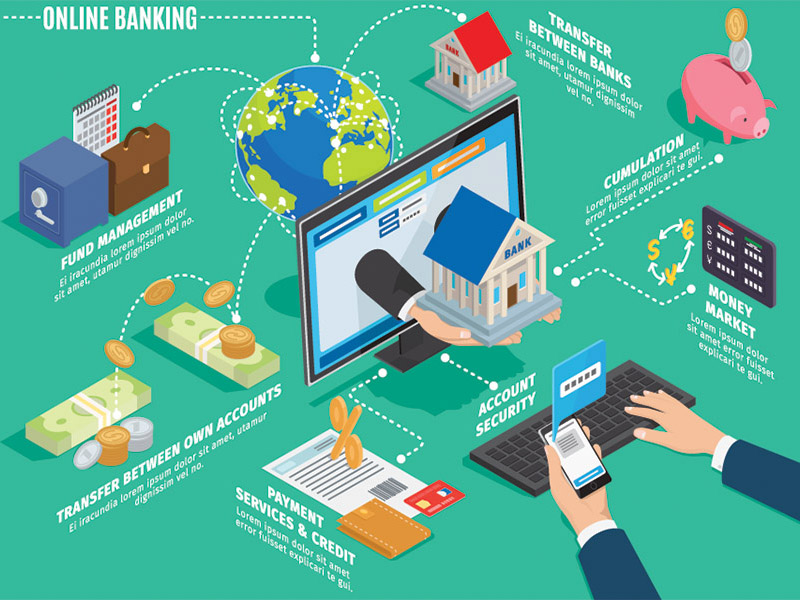 ONLINE BANKING
TRANSFER
BETWEEN BANKS
Ei iracundia lorem ipsum dolor
sit amet, utamur dignissim
vel no.
BANK
CUMULATION
Lorem ipsum dolor sit amet
error fuisset explicari te gui.
FUND MANAGEMENT
Ei iracundia lorem ipsum dolor
sit amet, utamur dignissim vel no.
BANK
$
£
¥
$
€
¥
MONEY
MARKET
Lorem ipsum dolor
sit amet, error fuisset
explicari te gui.
TRANSFER BETWEEN OWN ACCOUNTS
Ei iracundia lorem ipsum dolor sit amet, utamur
dignissim vel no.
ACCOUNT
SECURITY
PAYMENT
SERVICES & CREDIT
Lorem ipsum dolor sit amet,
error fuisset explicari te gui.